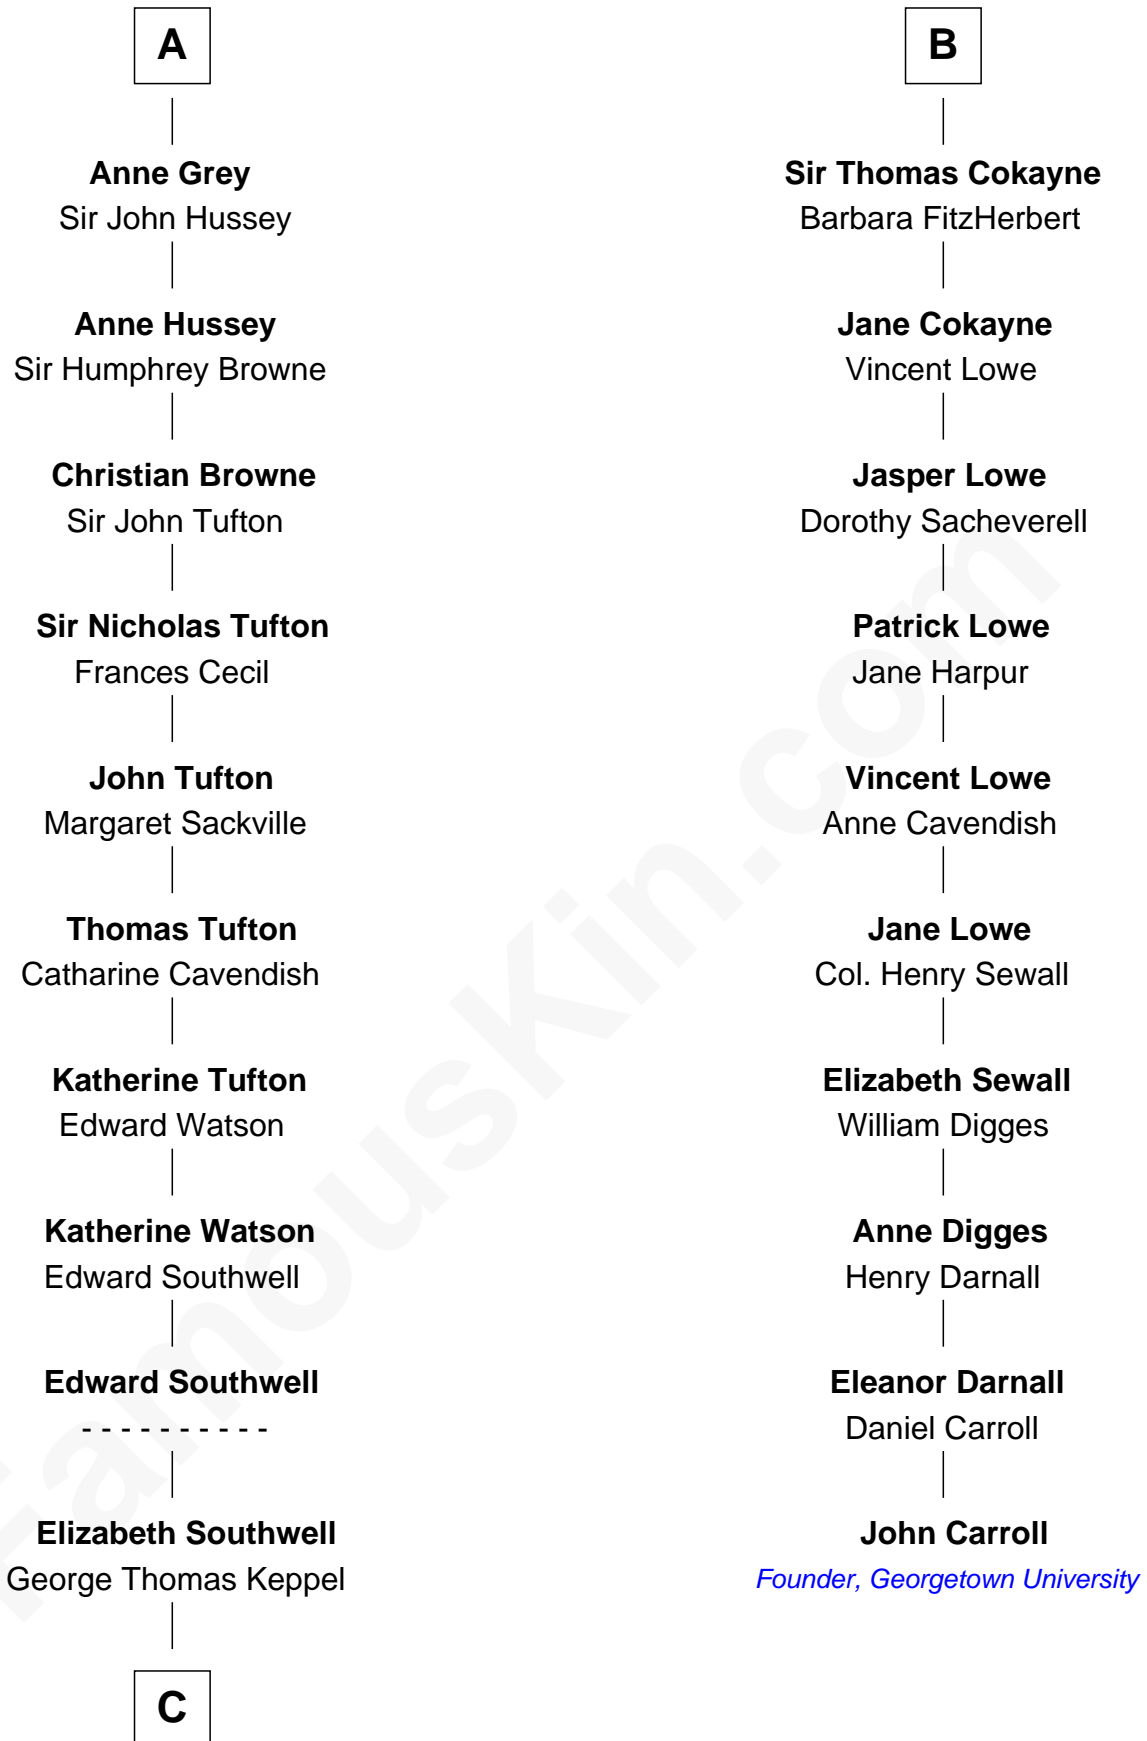 A
Anne Grey
Sir John Hussey
Anne Hussey
Sir Humphrey Browne
Christian Browne
Sir John Tufton
Sir Nicholas Tufton
Frances Cecil
John Tufton
Margaret Sackville
Thomas Tufton
Catharine Cavendish
Katherine Tufton
Edward Watson
Katherine Watson
Edward Southwell
Edward Southwell
- - - - - - - - - -
Elizabeth Southwell
George Thomas Keppel
C
B
Sir Thomas Cokayne
Barbara FitzHerbert
Jane Cokayne
Vincent Lowe
Jasper Lowe
Dorothy Sacheverell
Patrick Lowe
Jane Harpur
Vincent Lowe
Anne Cavendish
Jane Lowe
Col. Henry Sewall
Elizabeth Sewall
William Digges
Anne Digges
Henry Darnall
Eleanor Darnall
Daniel Carroll
John Carroll
Founder, Georgetown University
FamousKin.com